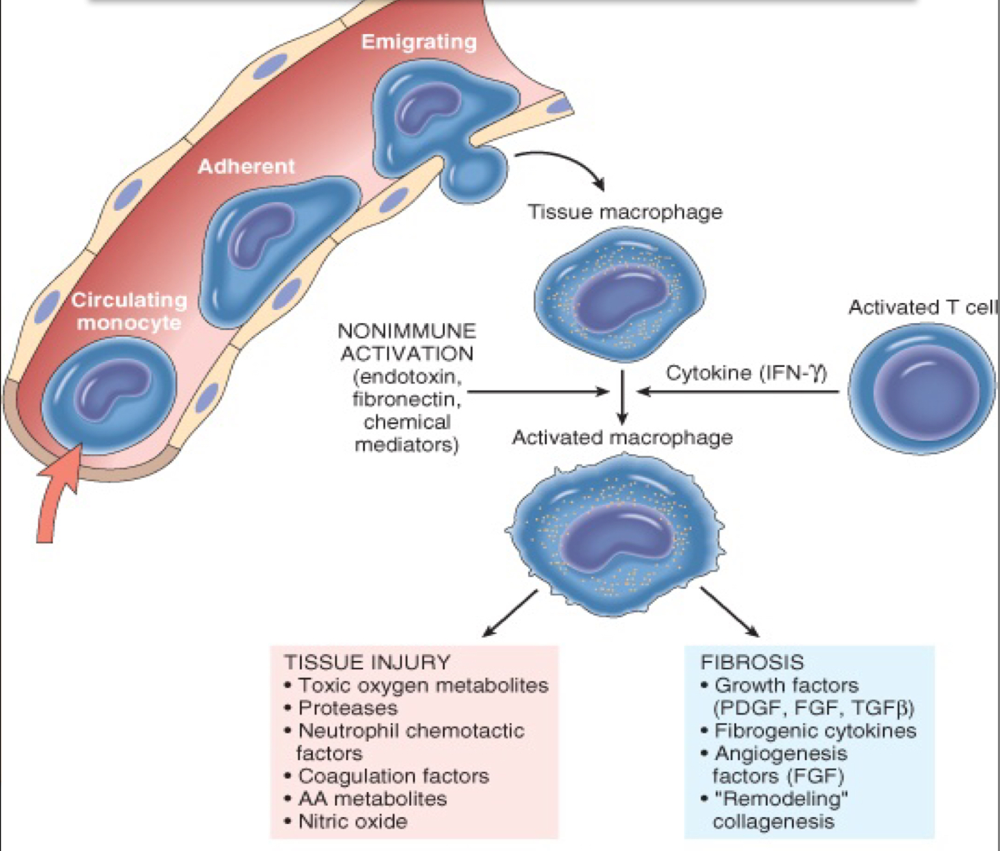 Emigrating
Adherent
Circulating
monocyte
Tissue macrophage
Activated T cell
NONIMMUNE
ACTIVATION
(endotoxin,
fibronectin,
chemical
mediators)
Cytokine (IFN-γ)
Activated macrophage
TISSUE INJURY
• Toxic oxygen metabolites
• Proteases
• Neutrophil chemotactic
factors
• Coagulation factors
• AA metabolites
• Nitric oxide
FIBROSIS
• Growth factors
(PDGF, FGF, TGFβ)
• Fibrogenic cytokines
• Angiogenesis
factors (FGF)
• "Remodeling"
collagenesis